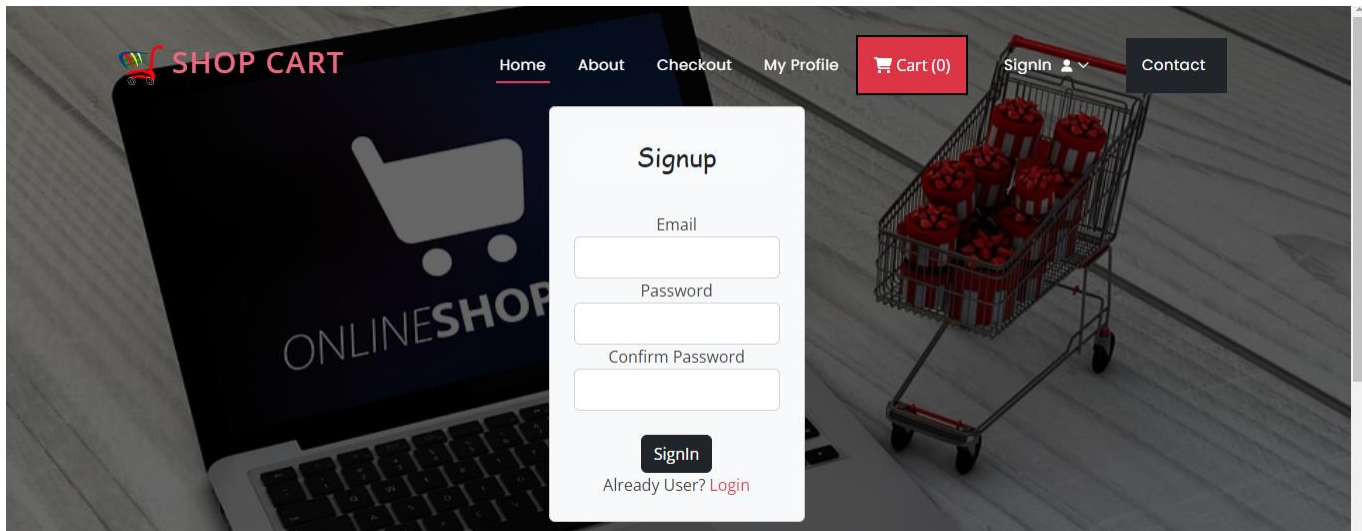 SHOP CART
Home About Checkout My Profile Cart (0) SignIn Contact
Signup
Email
Password
Confirm Password
SignIn
Already User? Login
ONLINESHOP